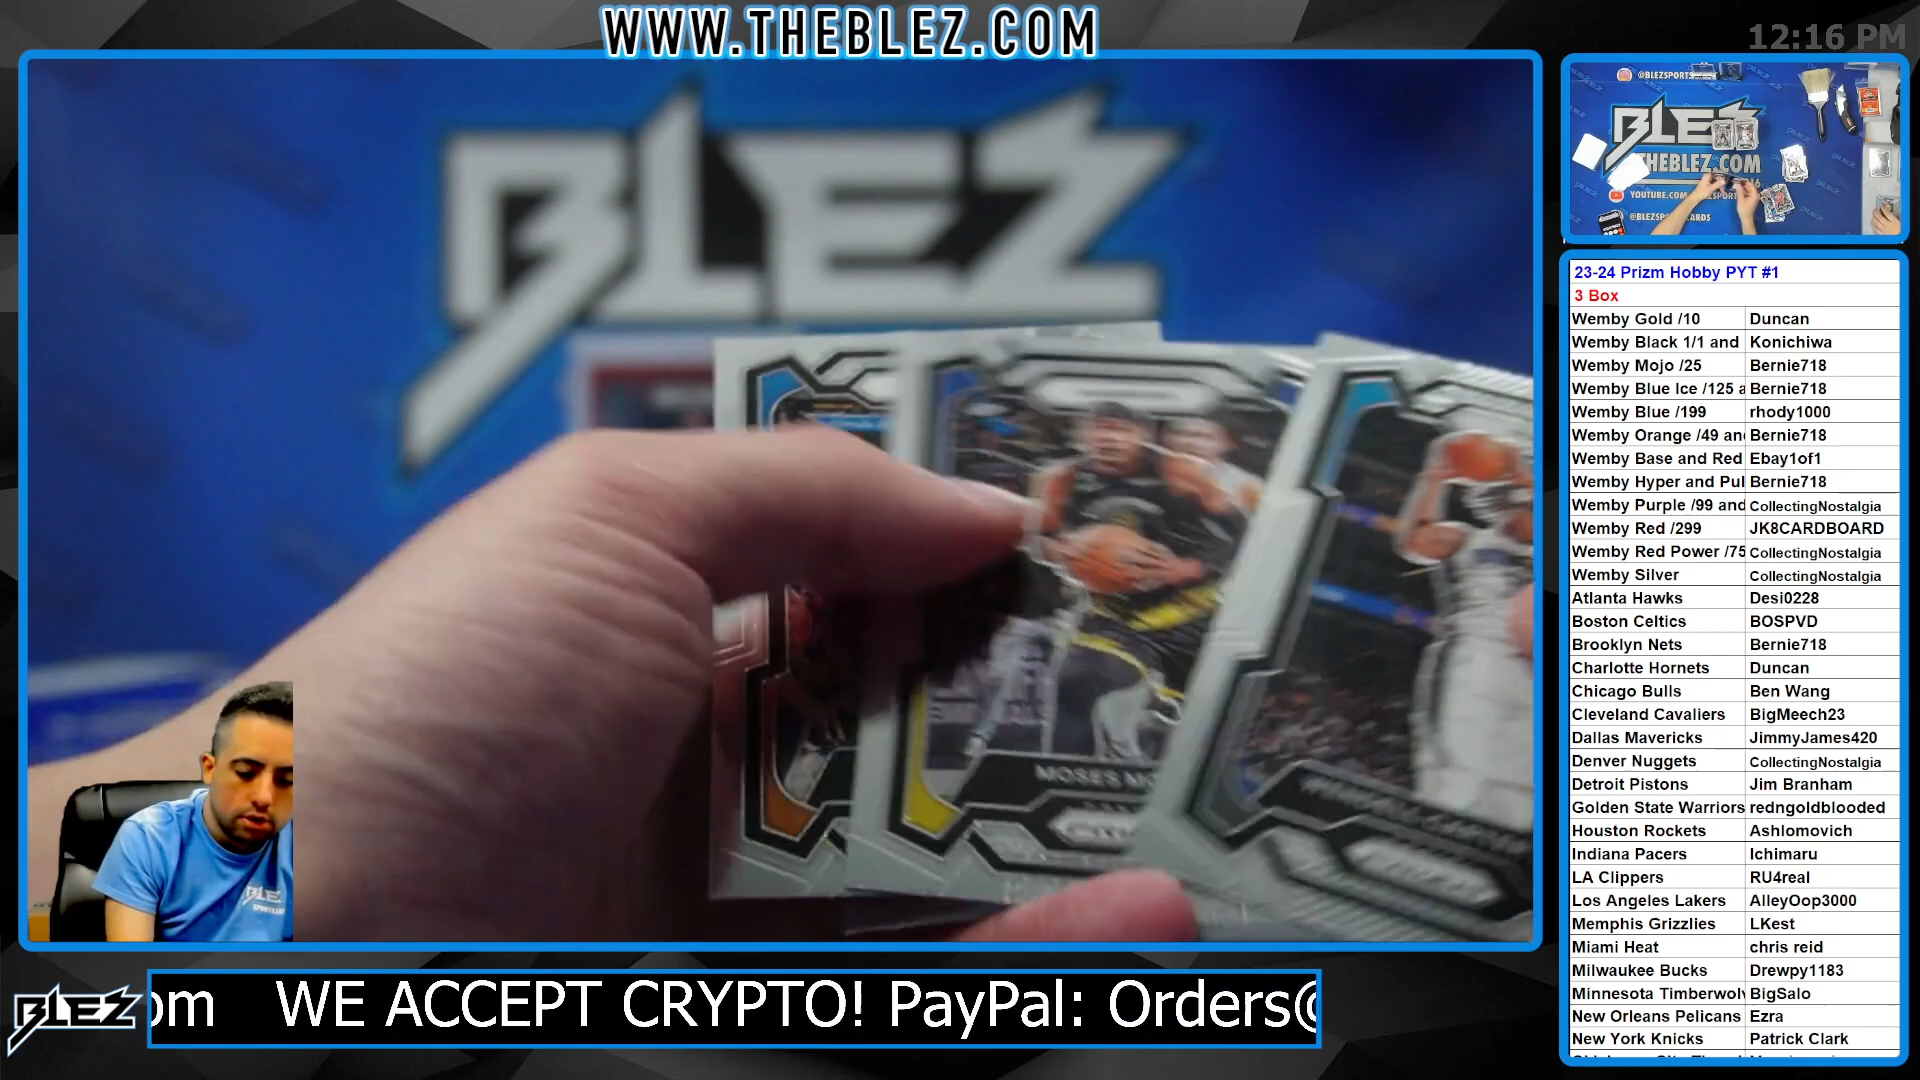 WWW.THEBLEZ.COM
12:16 PM
BLEZ
@BLEZSPORTS
BLEZ
THEBLEZ.COM
YOUTUBE.COM
23-24 Prizm Hobby PYT #1
3 Box
Wemby Gold /10 Duncan
Wemby Black 1/1 and Konichiwa
Wemby Mojo /25 Bernie718
Wemby Blue Ice /125 a Bernie718
Wemby Blue /199 rhody1000
Wemby Orange /49 and Bernie718
Wemby Base and Red Ebay1of1
Wemby Hyper and Pul Bernie718
Wemby Purple /99 and CollectingNostalgia
Wemby Red /299 JK8CARDBOARD
Wemby Red Power /75 CollectingNostalgia
Wemby Silver CollectingNostalgia
Atlanta Hawks Desi0228
Boston Celtics BOSPVD
Brooklyn Nets Bernie718
Charlotte Hornets Duncan
Chicago Bulls Ben Wang
Cleveland Cavaliers BigMeech23
Dallas Mavericks JimmyJames420
Denver Nuggets CollectingNostalgia
Detroit Pistons Jim Branham
Golden State Warriors redngoldblooded
Houston Rockets Ashlomovich
Indiana Pacers Ichimaru
LA Clippers RU4real
Los Angeles Lakers AlleyOop3000
Memphis Grizzlies LKest
Miami Heat chris reid
Milwaukee Bucks Drewpy1183
Minnesota Timberwolv BigSalo
New Orleans Pelicans Ezra
New York Knicks Patrick Clark
MOSES MO
BLEZ
BLEZ
om WE ACCEPT CRYPTO! PayPal: Orders@